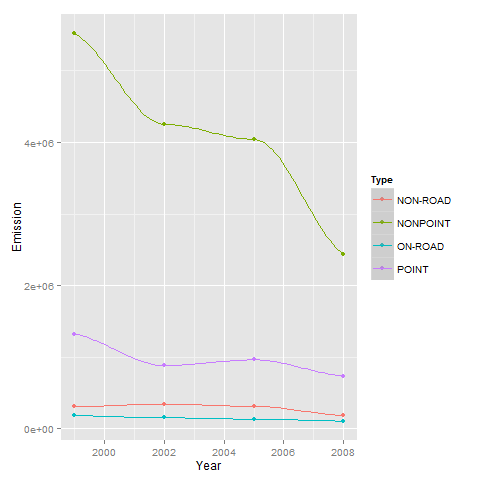 Emission
4e+06
2e+06
0e+00
2000
2002
2004
2006
2008
Year
Type
NON-ROAD
NONPOINT
ON-ROAD
POINT